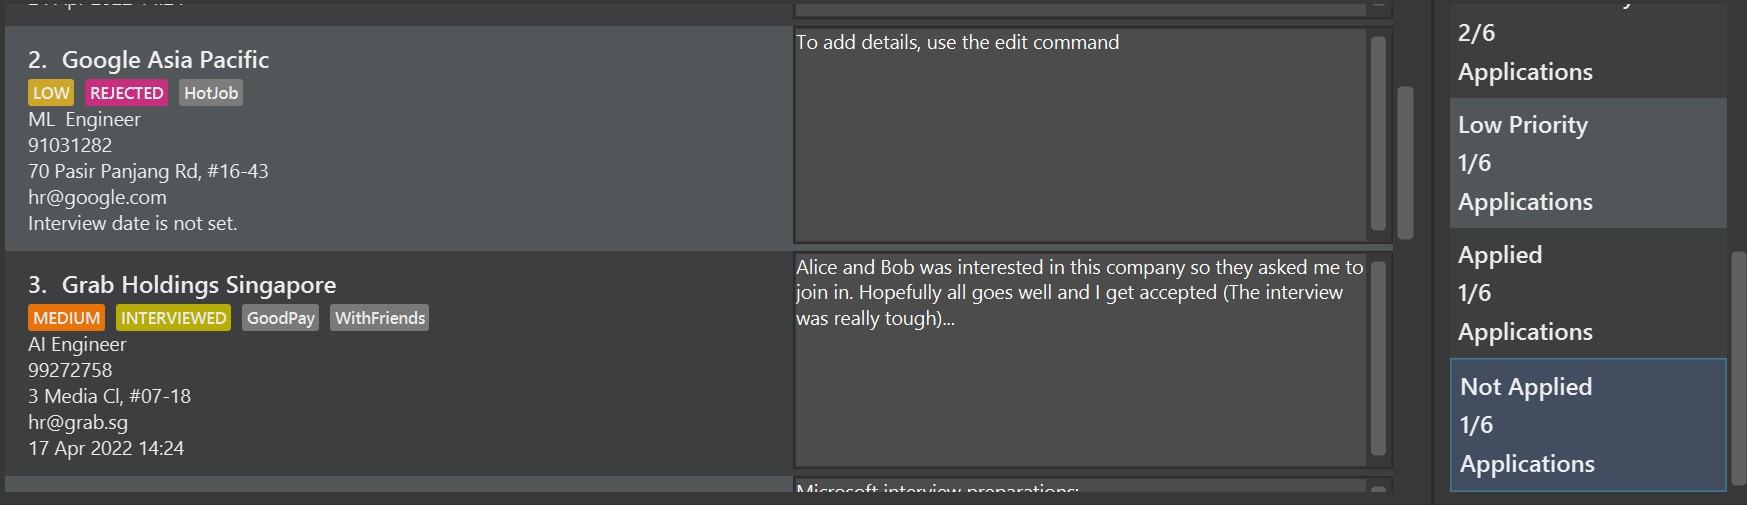 2. Google Asia Pacific
LOW REJECTED HotJob
ML Engineer
91031282
70 Pasir Panjang Rd, #16-43
hr@google.com
Interview date is not set.
To add details, use the edit command
3. Grab Holdings Singapore
MEDIUM INTERVIEWED GoodPay WithFriends
AI Engineer
99272758
3 Media Cl, #07-18
hr@grab.sg
17 Apr 2022 14:24
Alice and Bob was interested in this company so they asked me to
join in. Hopefully all goes well and I get accepted (The interview
was really tough)...
Microsoft interview preparations:
2/6
Applications
Low Priority
1/6
Applications
Applied
1/6
Applications
Not Applied
1/6
Applications